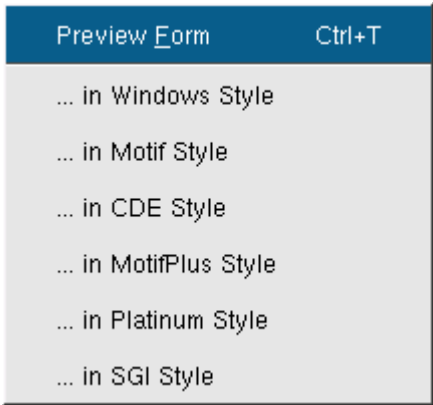 Preview Form Ctrl+T
... in Windows Style
... in Motif Style
... in CDE Style
... in MotifPlus Style
... in Platinum Style
... in SGI Style